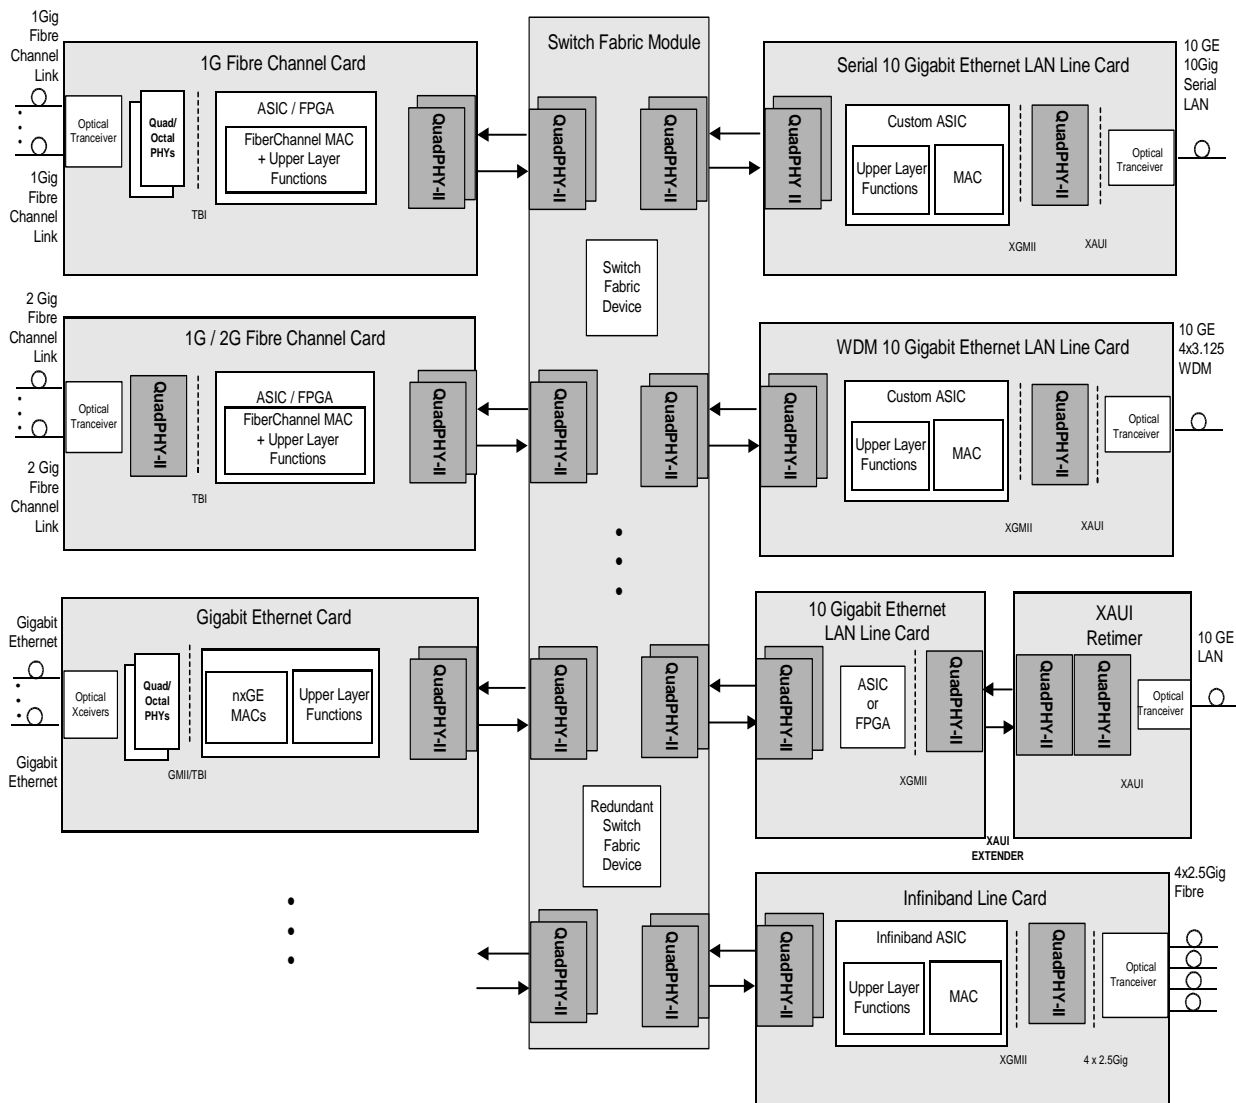 1Gig
Fibre
Channel
Link
1G Fibre Channel Card
Optical
Tranceiver
Quad/
Octal
PHYs
TBI
ASIC / FPGA
FiberChannel MAC
+ Upper Layer
Functions
QuadPHY-II
1Gig
Fibre
Channel
Link
2 Gig
Fibre
Channel
Link
1G / 2G Fibre Channel Card
Optical
Tranceiver
QuadPHY-II
TBI
ASIC / FPGA
FiberChannel MAC
+ Upper Layer
Functions
QuadPHY-II
2 Gig
Fibre
Channel
Link
Gigabit
Ethernet
Gigabit Ethernet Card
Optical
Xceivers
Quad/
Octal
PHYs
GMII/TBI
nxGE
MACs
Upper Layer
Functions
QuadPHY-II
Gigabit
Ethernet
Switch Fabric Module
QuadPHY-II
QuadPHY-II
Switch
Fabric
Device
QuadPHY-II
QuadPHY-II
QuadPHY-II
QuadPHY-II
Redundant
Switch
Fabric
Device
QuadPHY-II
QuadPHY-II
Serial 10 Gigabit Ethernet LAN Line Card
QuadPHY II
Custom ASIC
Upper Layer
Functions
MAC
XGMII
QuadPHY-II
XAUI
Optical
Tranceiver
10 GE
10Gig
Serial
LAN
WDM 10 Gigabit Ethernet LAN Line Card
QuadPHY-II
Custom ASIC
Upper Layer
Functions
MAC
XGMII
QuadPHY-II
XAUI
Optical
Tranceiver
10 GE
4x3.125
WDM
10 Gigabit Ethernet
LAN Line Card
QuadPHY-II
ASIC
or
FPGA
XGMII
QuadPHY-II
XAUI
EXTENDER
XAUI
Retimer
QuadPHY-II
QuadPHY-II
Optical
Tranceiver
XAUI
10 GE
LAN
Infiniband Line Card
QuadPHY-II
Infiniband ASIC
Upper Layer
Functions
MAC
XGMII
QuadPHY-II
4 x 2.5Gig
Optical
Tranceiver
4x2.5Gig
Fibre